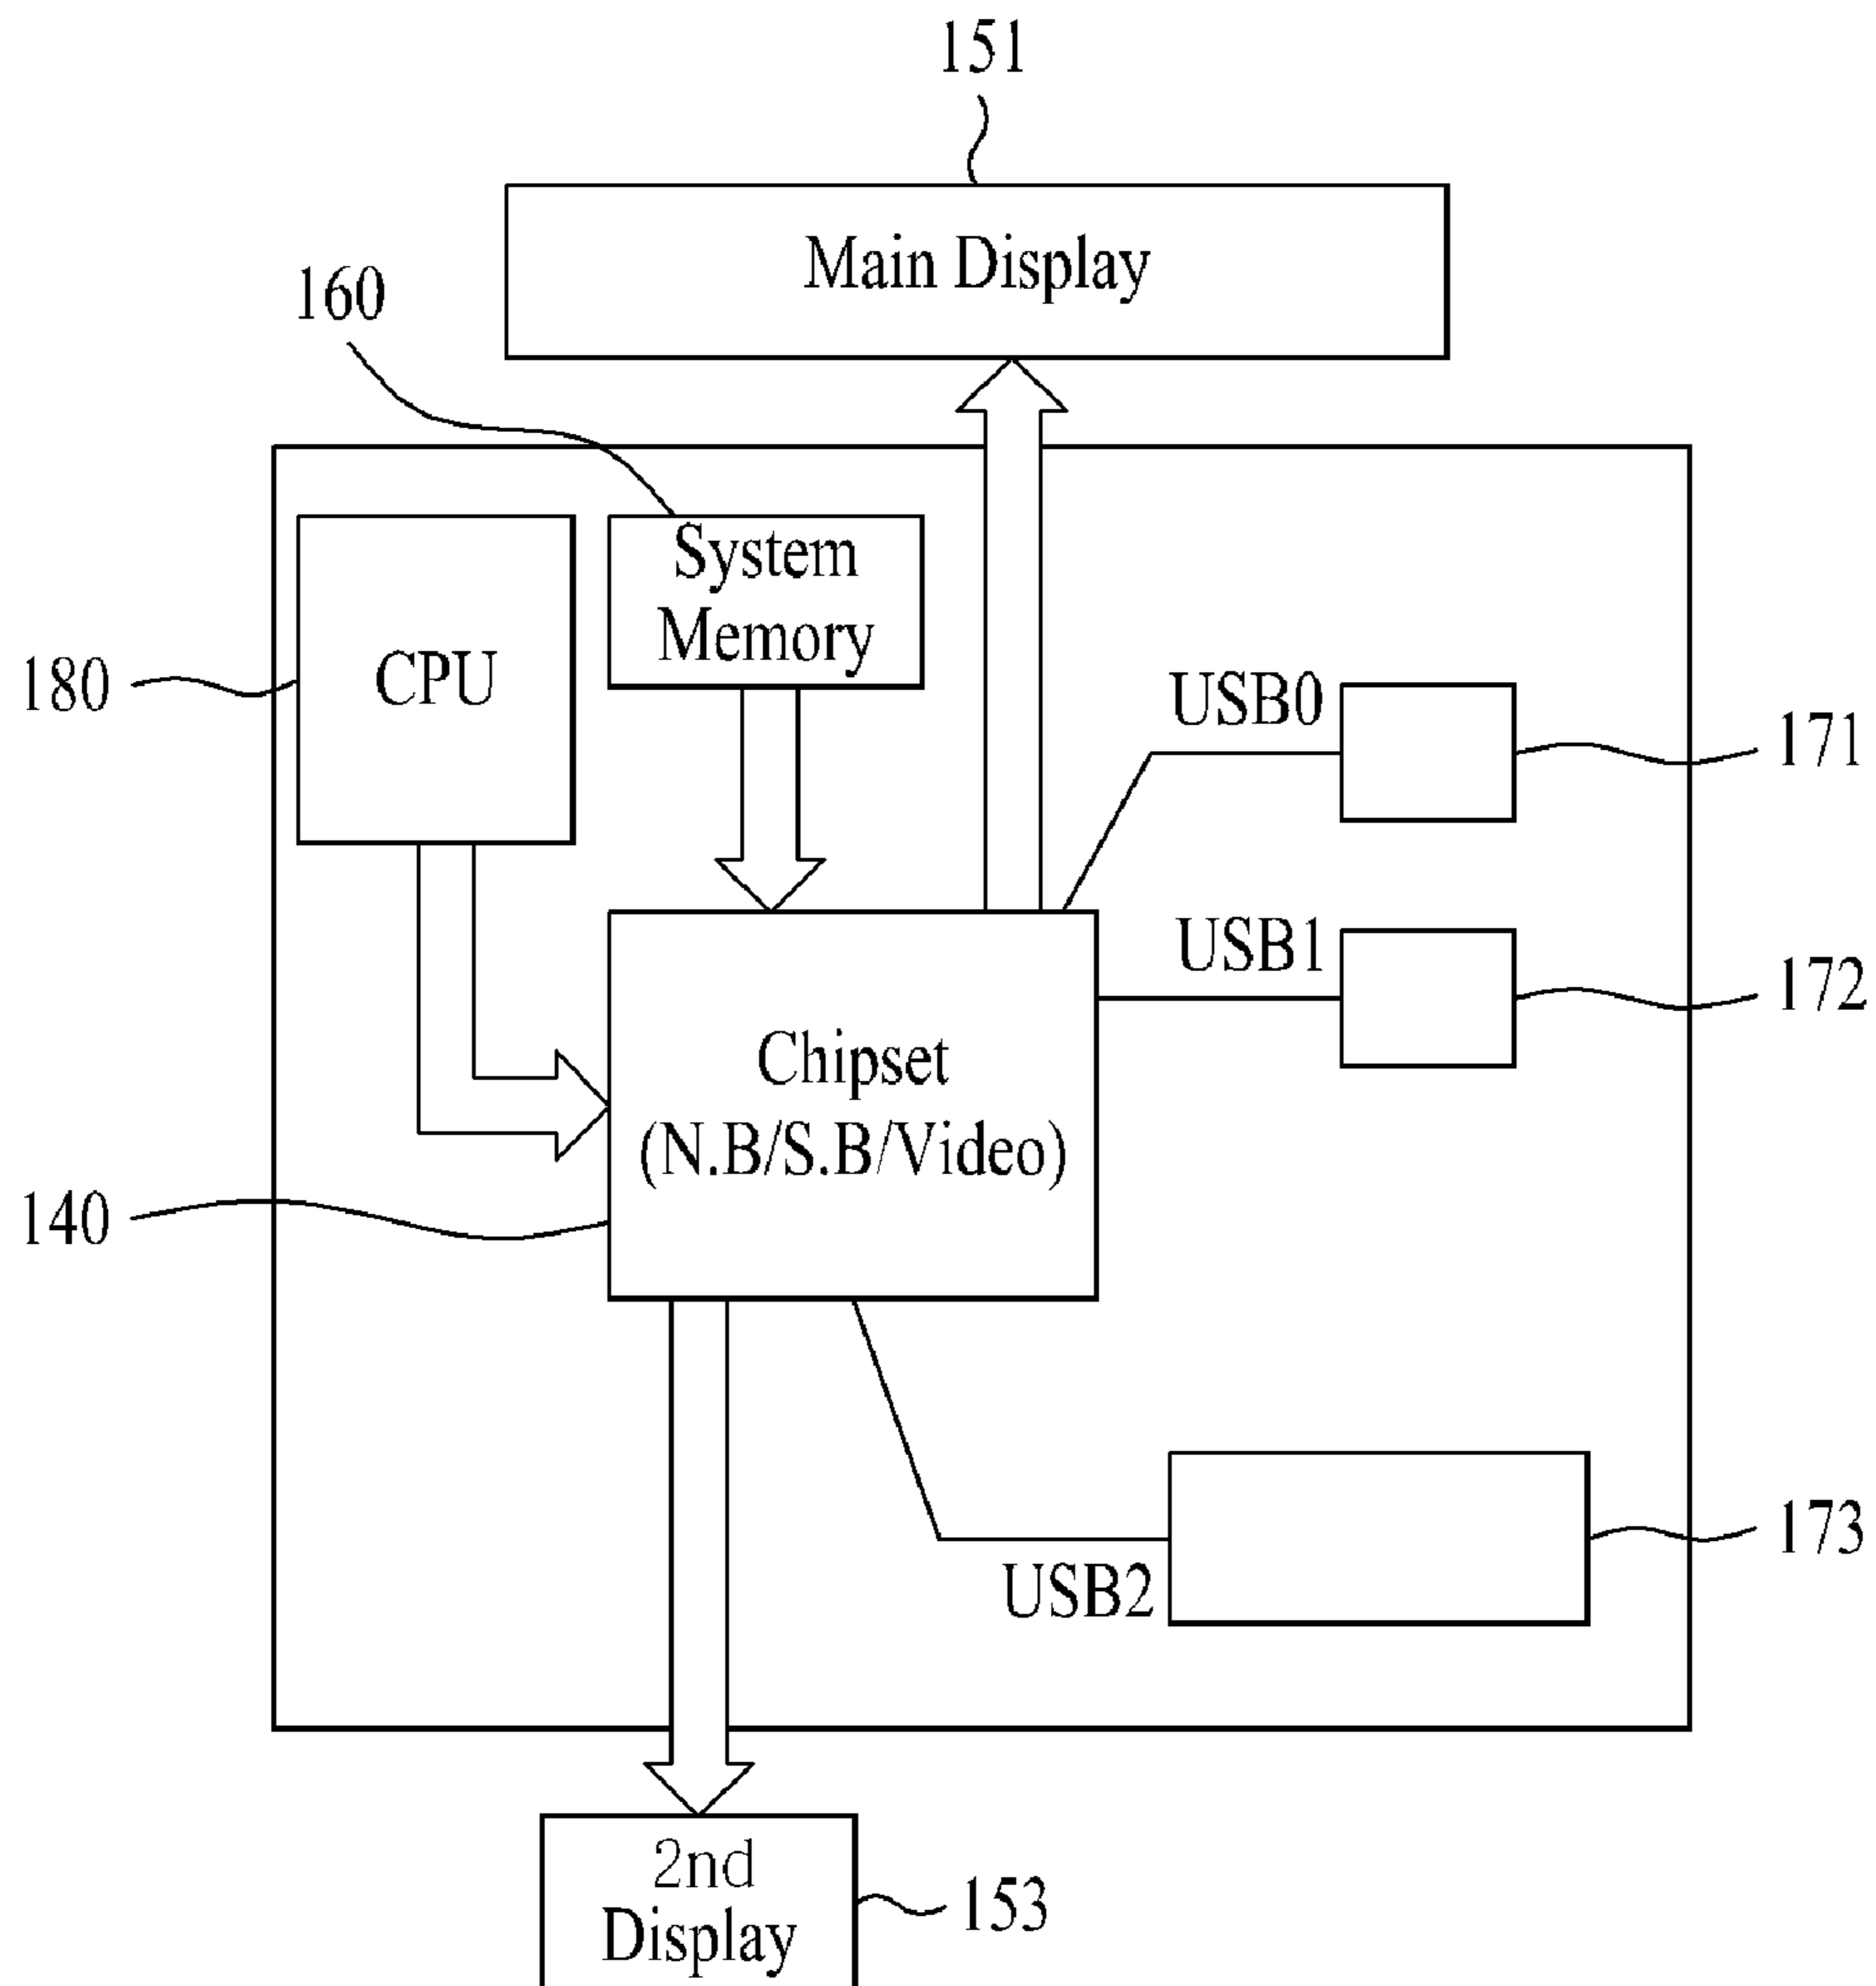 151
Main Display
160
System
Memory
CPU
180
USB0
171
USB1
172
Chipset
(N.B/S.B/Video)
140
173
USB2
2nd
Display
153